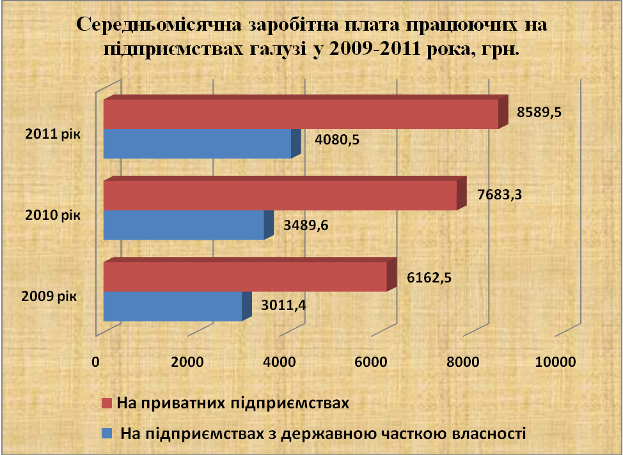 Середньомісячна заробітна плата працюючих на
підприємствах галузі у 2009-2011 рока, грн.
2011 рік
8589,5
4080,5
2010 рік
7683,3
3489,6
2009 рік
6162,5
3011,4
0 2000 4000 6000 8000 10000
На приватних підприємствах
На підприємствах з державною часткою власності